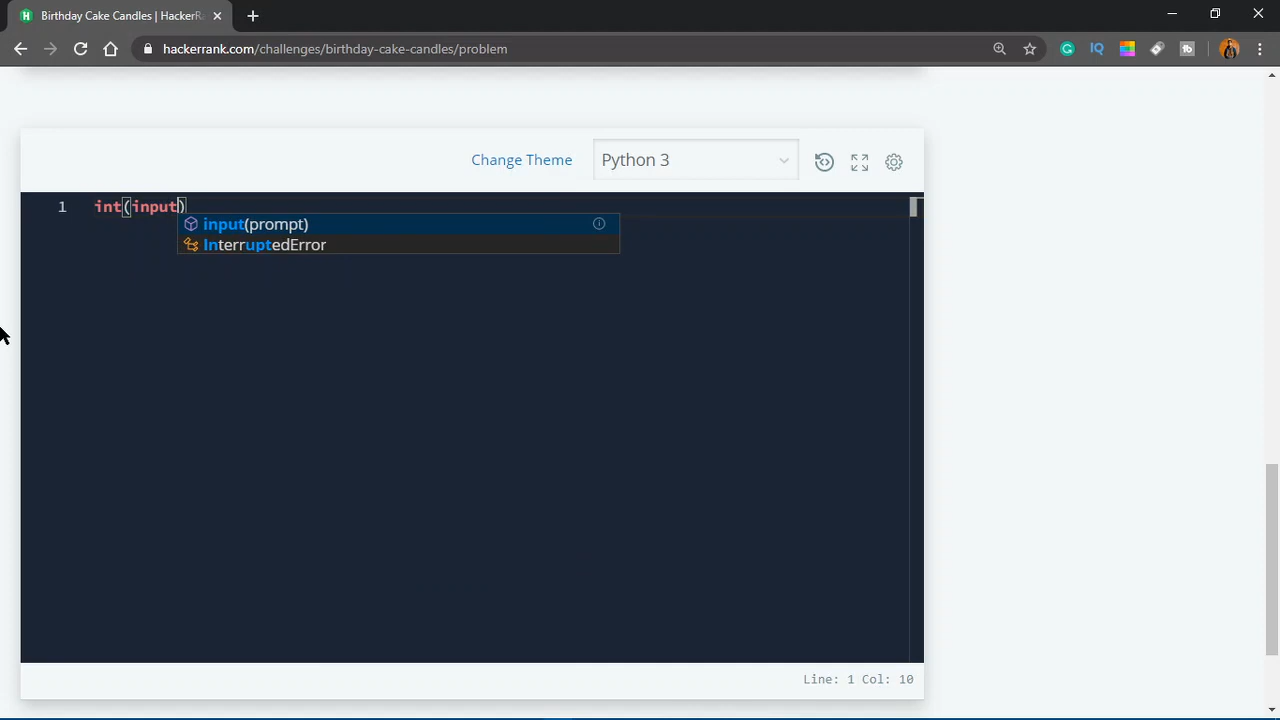 Birthday Cake Candles | HackerRa
hackerrank.com/challenges/birthday-cake-candles/problem
Change Theme
Python 3
1 int(input)
input(prompt)
InterruptedError
Line: 1 Col: 10